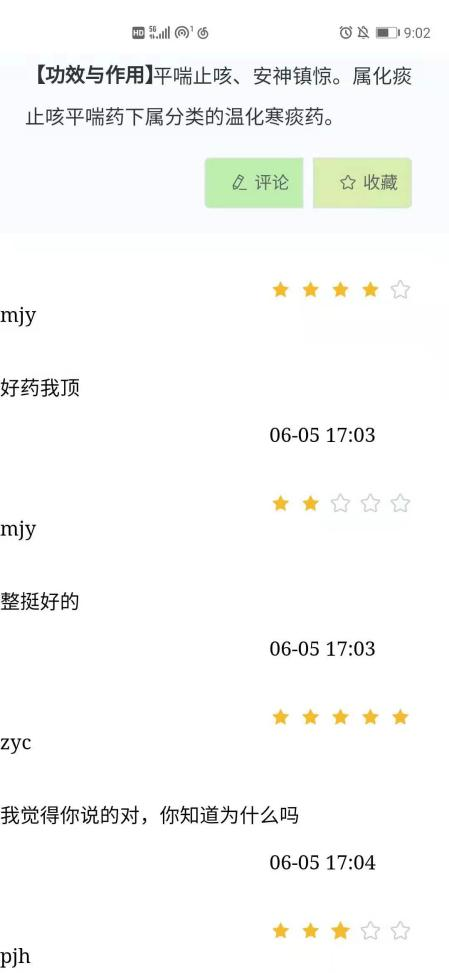 HD 5G 9:02
【功效与作用】平喘止咳、安神镇惊。属化痰
止咳平喘药下属分类的温化寒痰药。
评论 收藏
mjy
好药我顶
06-05 17:03
mjy
整挺好的
06-05 17:03
zyc
我觉得你说的对，你知道为什么吗
06-05 17:04
pjh